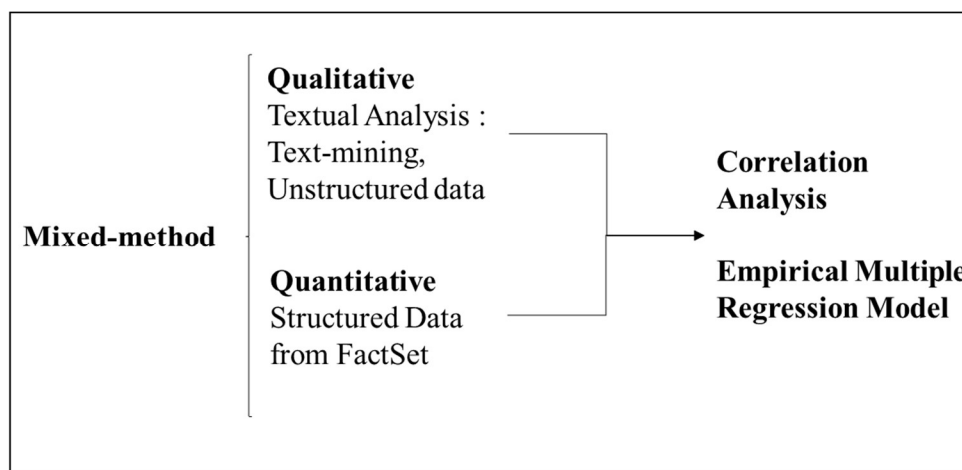 Mixed-method
Qualitative
Textual Analysis :
Text-mining,
Unstructured data
Quantitative
Structured Data
from FactSet
Correlation
Analysis
Empirical Multiple
Regression Model